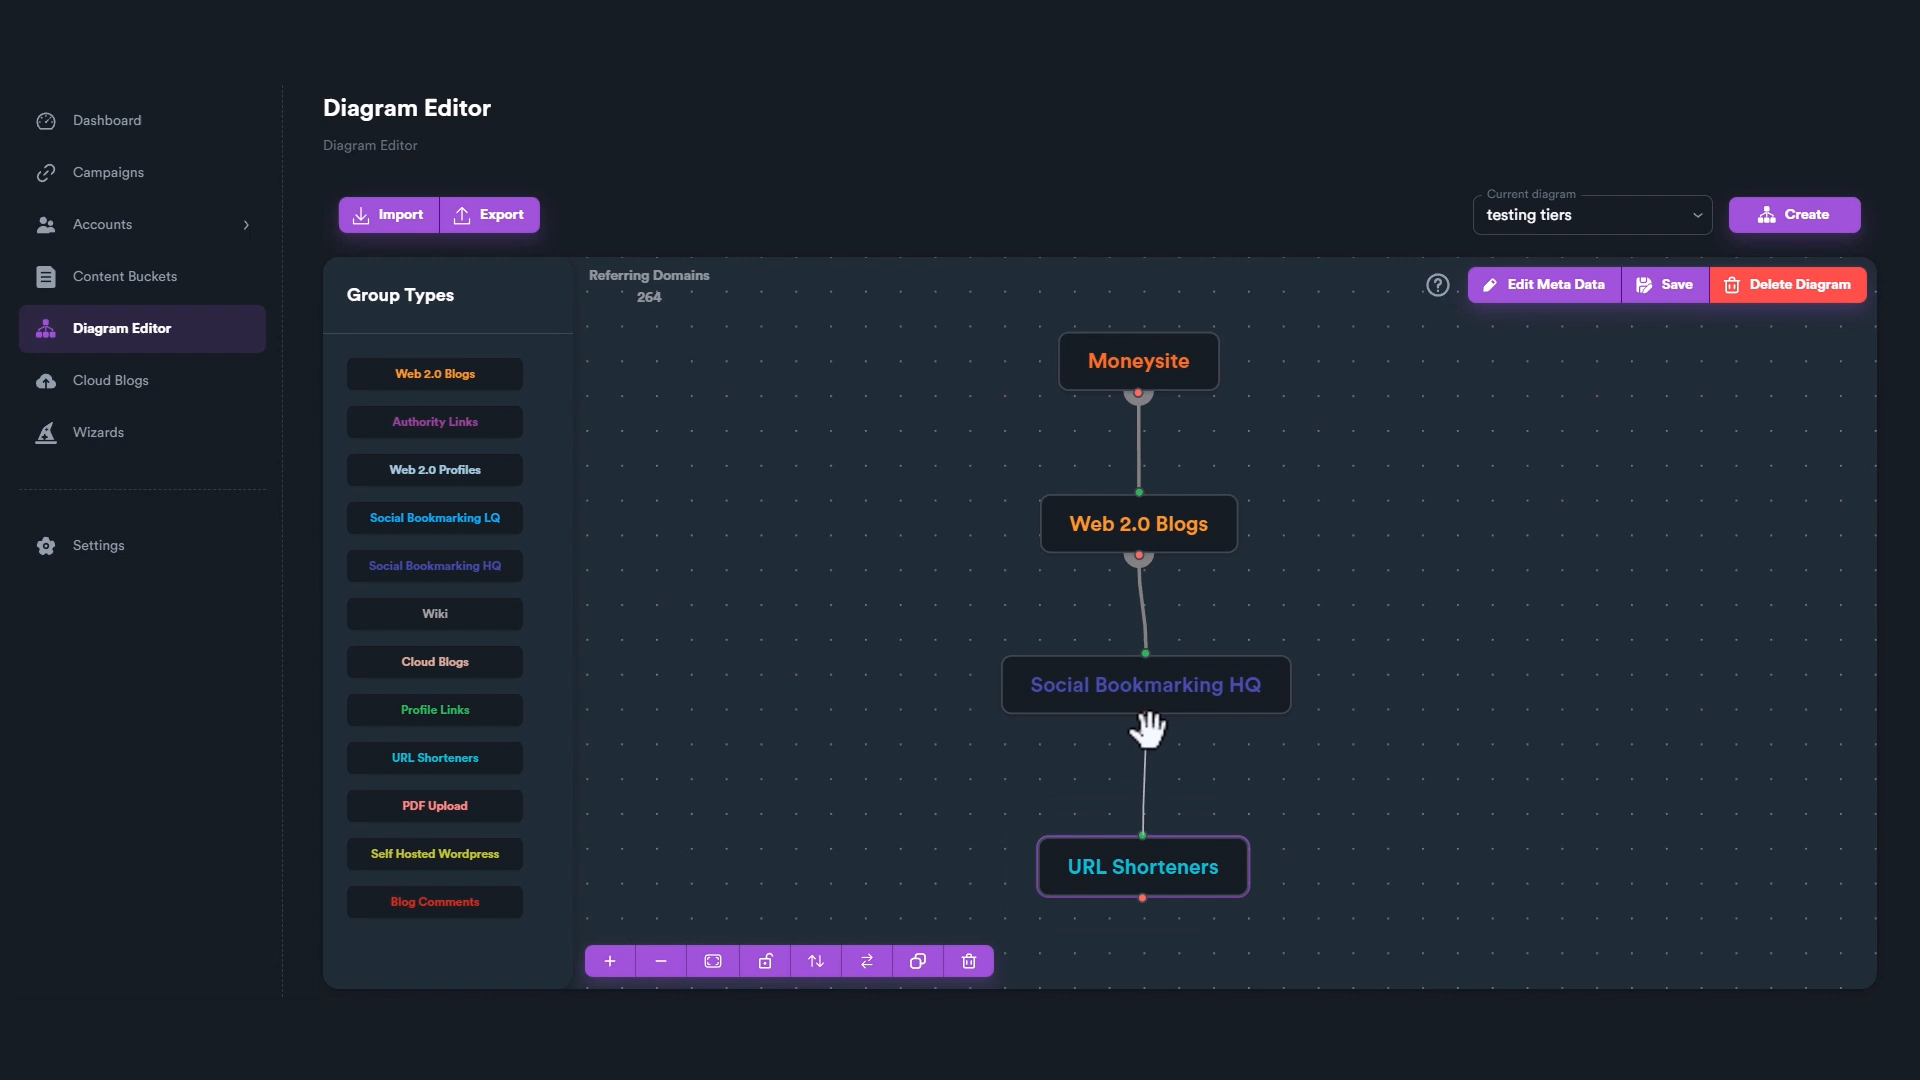 Dashboard
Campaigns
Accounts
Content Buckets
Diagram Editor
Cloud Blogs
Wizards
Settings
Diagram Editor
Diagram Editor
Import
Export
Current diagram
testing tiers
Create
Group Types
Web 2.0 Blogs
Authority Links
Web 2.0 Profiles
Social Bookmarking LQ
Social Bookmarking HQ
Wiki
Cloud Blogs
Profile Links
URL Shorteners
PDF Upload
Self Hosted Wordpress
Blog Comments
Referring Domains
264
Edit Meta Data
Save
Delete Diagram
Moneysite
Web 2.0 Blogs
Social Bookmarking HQ
URL Shorteners